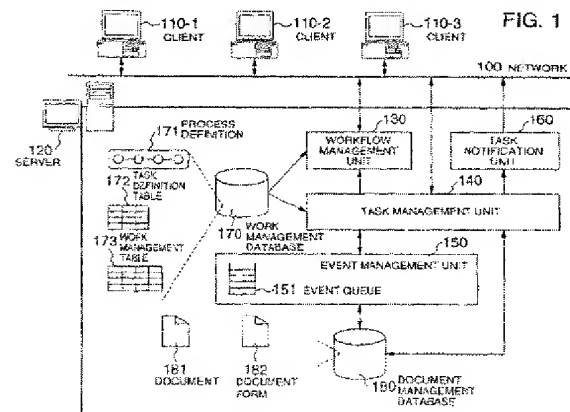 FIG. 1
110-1
CLIENT
110-2
CLIENT
110-3
CLIENT
100 NETWORK
120
SERVER
171 PROCESS
DEFINITION
172 TASK
DEFINITION
TABLE
173 WORK
MANAGEMENT
TABLE
170 WORK
MANAGEMENT
DATABASE
130
WORKFLOW
MANAGEMENT
UNIT
160
TASK
NOTIFICATION
UNIT
140
TASK MANAGEMENT UNIT
150
EVENT MANAGEMENT UNIT
151 EVENT QUEUE
181
DOCUMENT
182
DOCUMENT
FORM
180 DOCUMENT
MANAGEMENT
DATABASE